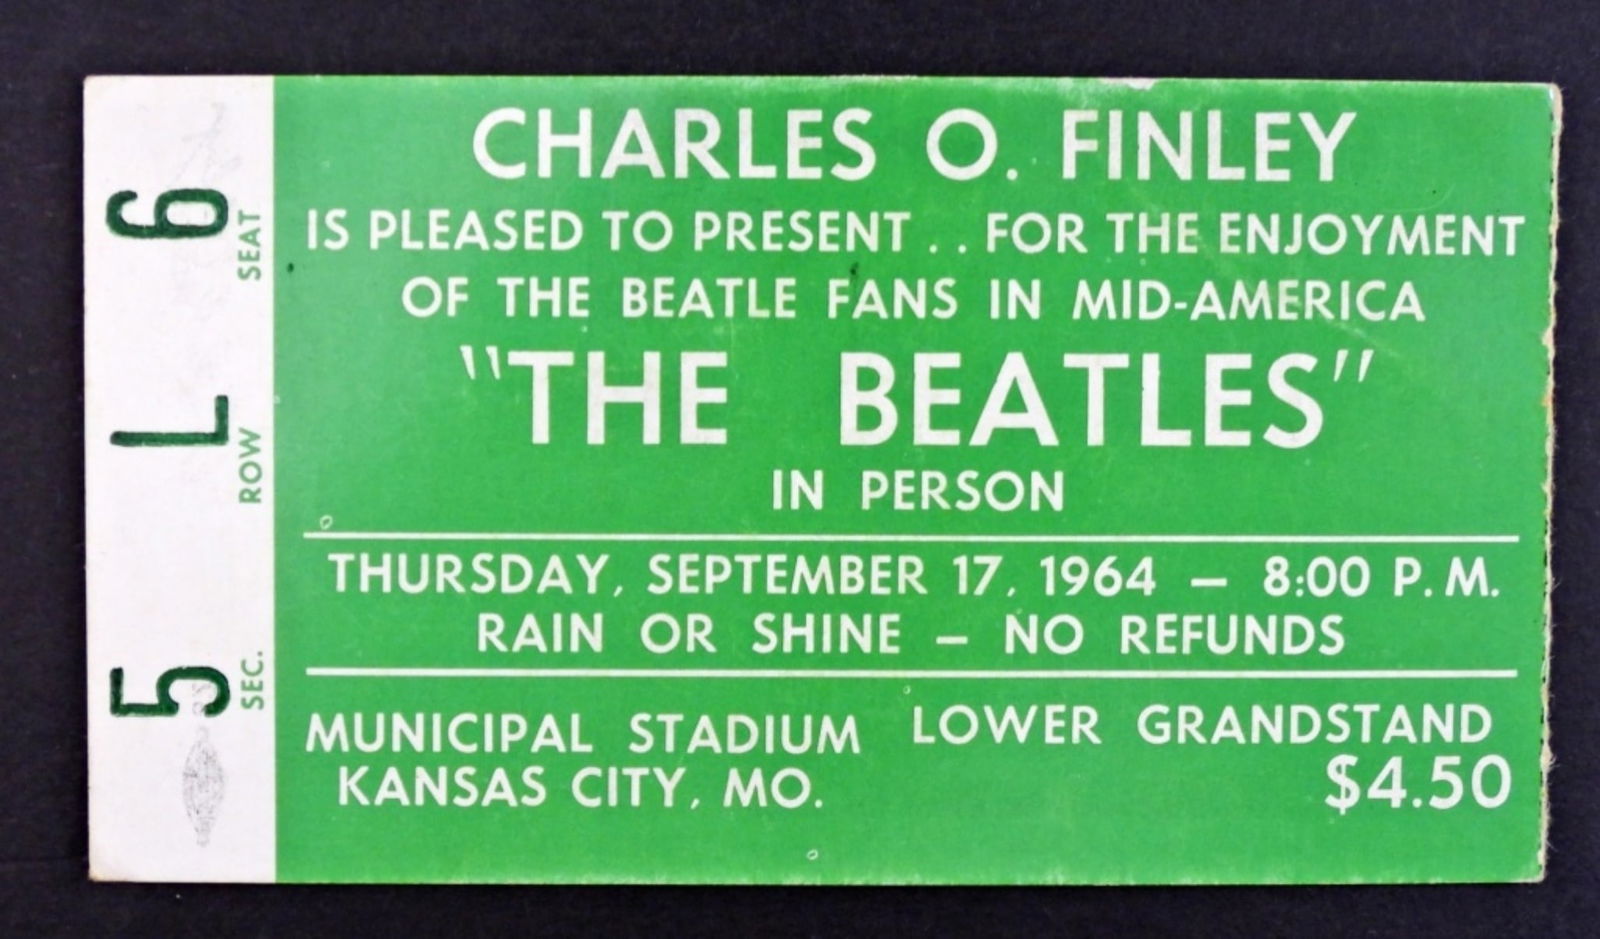 CHARLES O. FINLEY
IS PLEASED TO PRESENT . . FOR THE ENJOYMENT
OF THE BEATLE FANS IN MID-AMERICA
"THE BEATLES"
IN PERSON
THURSDAY, SEPTEMBER 17, 1964 — 8:00 P. M.
RAIN OR SHINE — NO REFUNDS
MUNICIPAL STADIUM
KANSAS CITY, MO.
LOWER GRANDSTAND
$4.50
5 L 6
SEC. ROW SEAT